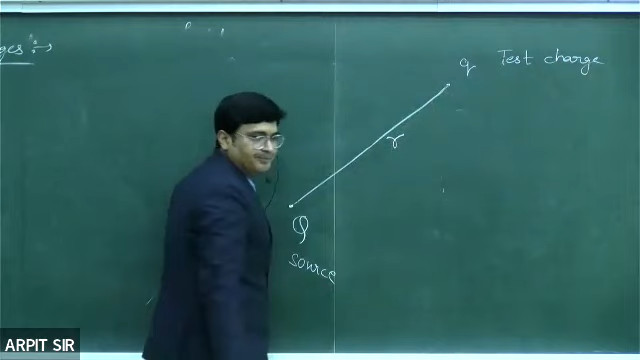 ges :→
q Test charge
r
Q
source
ARPIT SIR